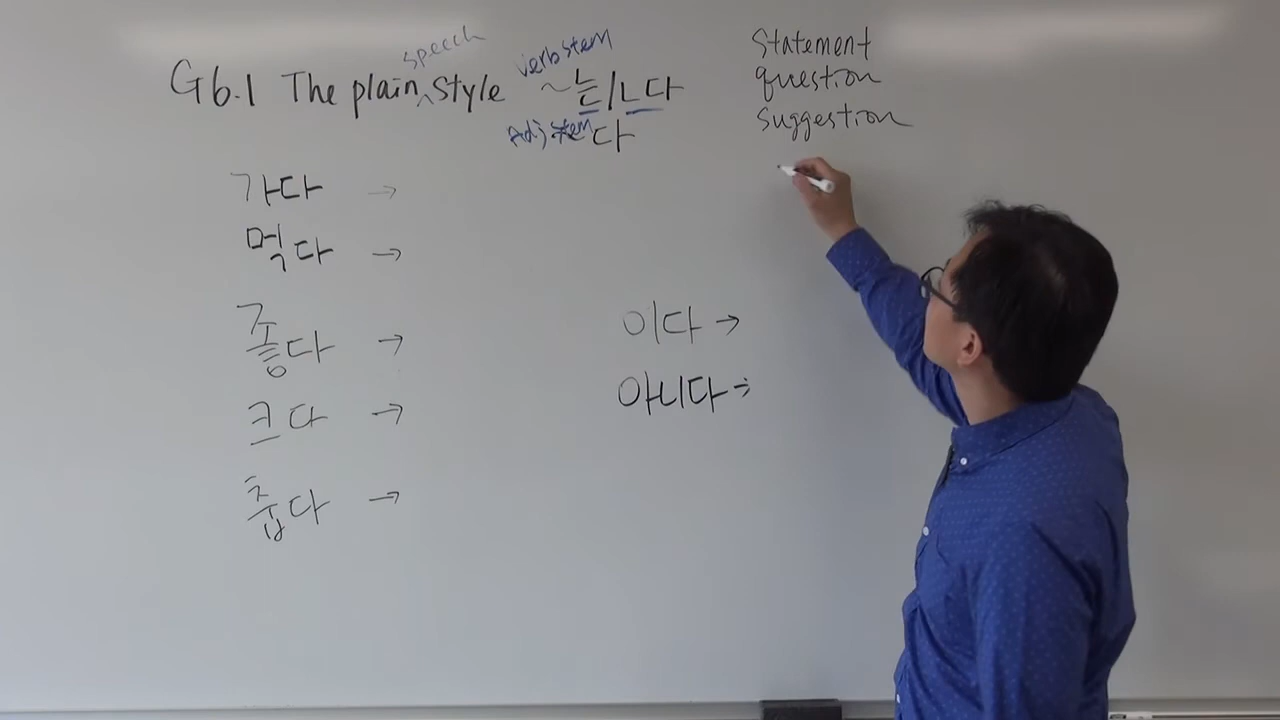 G6.1 The plain speech style verb stem ~는/ㄴ다
Adj stem 다
statement
question
suggestion
가다 →
먹다 →
좋다 →
크다 →
춥다 →
이다 →
아니다 →